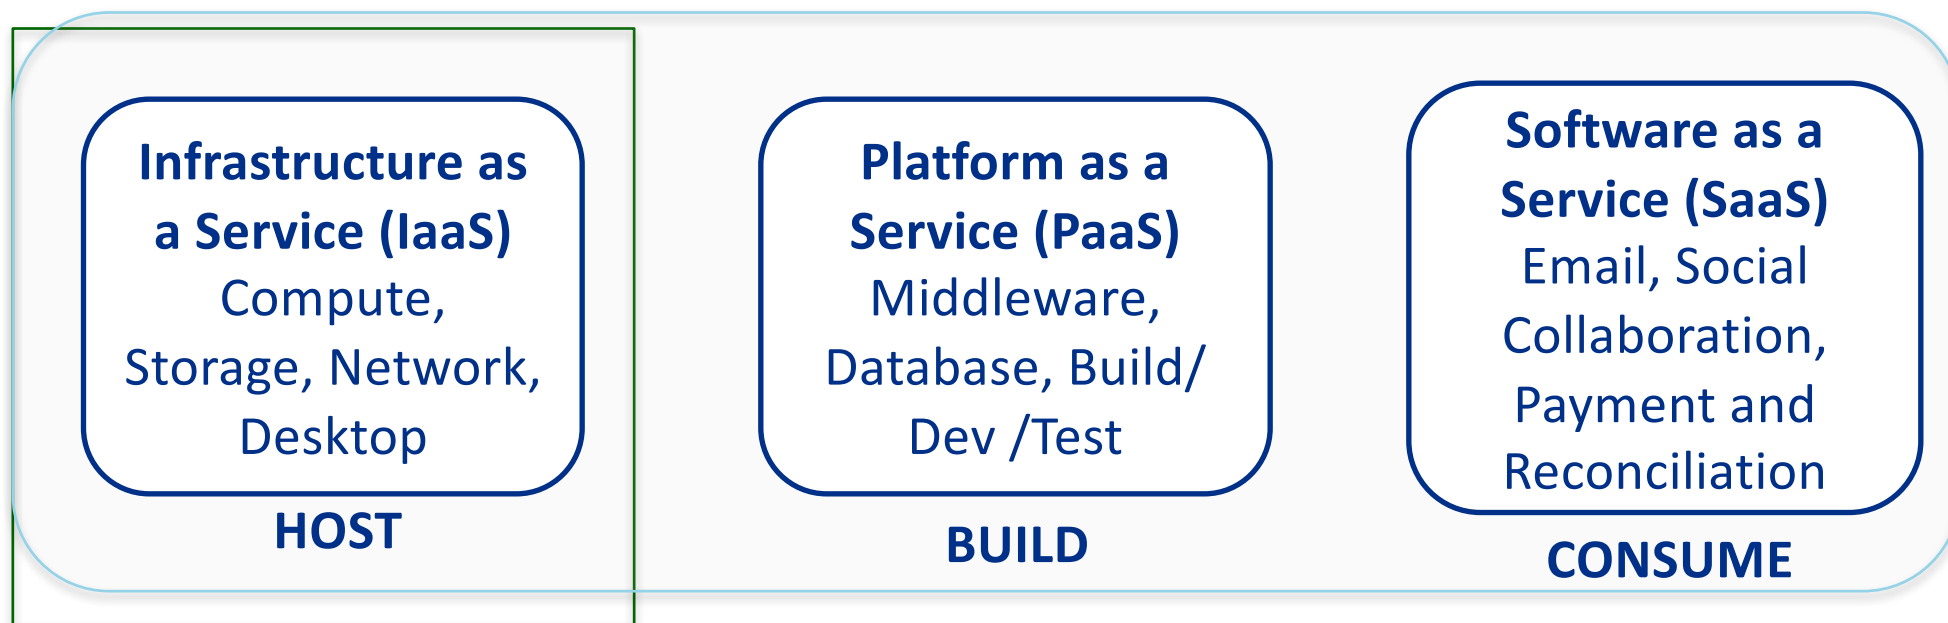 Infrastructure as
a Service (IaaS)
Compute,
Storage, Network,
Desktop
HOST
Platform as a
Service (PaaS)
Middleware,
Database, Build/
Dev /Test
BUILD
Software as a
Service (SaaS)
Email, Social
Collaboration,
Payment and
Reconciliation
CONSUME